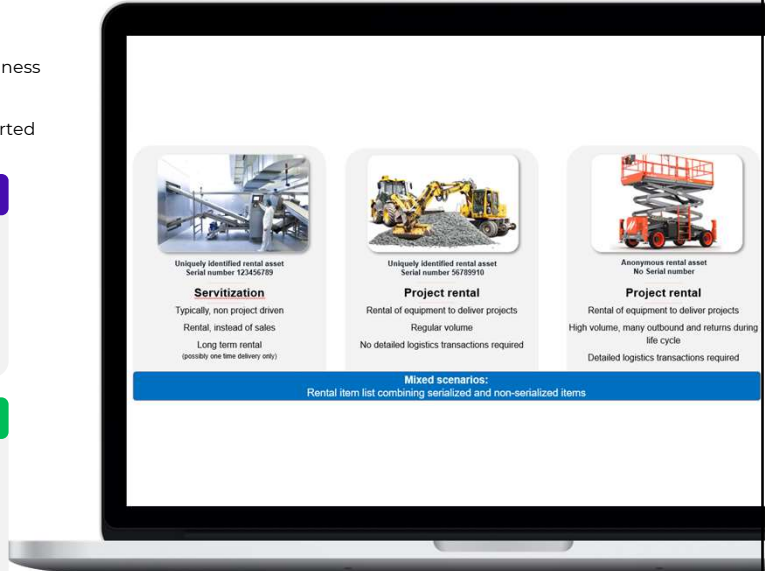 ness
rted
Uniquely identified rental asset
Serial number 123456789
Servitization
Typically, non project driven
Rental, instead of sales
Long term rental
(possibly one time delivery only)
Uniquely identified rental asset
Serial number 56789910
Project rental
Rental of equipment to deliver projects
Regular volume
No detailed logistics transactions required
Anonymous rental asset
No Serial number
Project rental
Rental of equipment to deliver projects
High volume, many outbound and returns during
life cycle
Detailed logistics transactions required
Mixed scenarios:
Rental item list combining serialized and non-serialized items